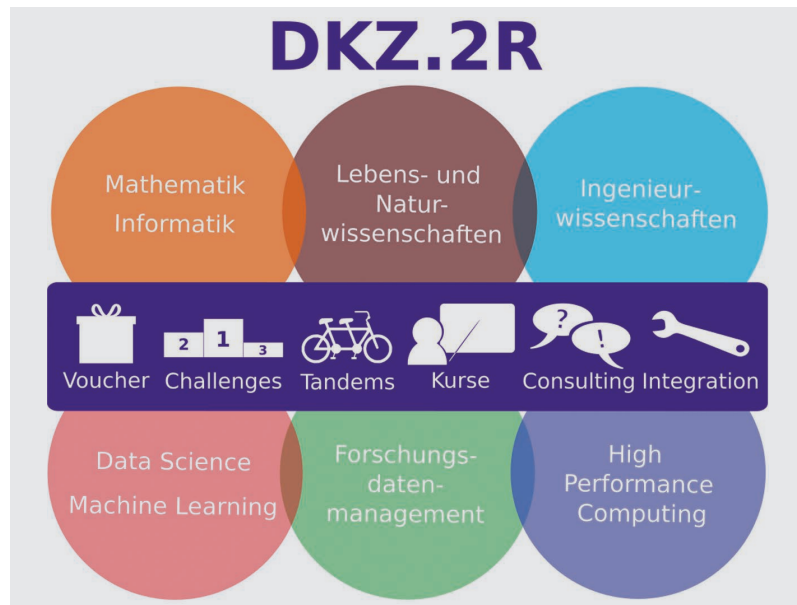 DKZ.2R
Mathematik
Informatik
Lebens- und
Natur-
wissenschaften
Ingenieur-
wissenschaften
2 1 3
? !
Voucher Challenges Tandems Kurse Consulting Integration
Data Science
Machine Learning
Forschungs-
daten-
management
High
Performance
Computing